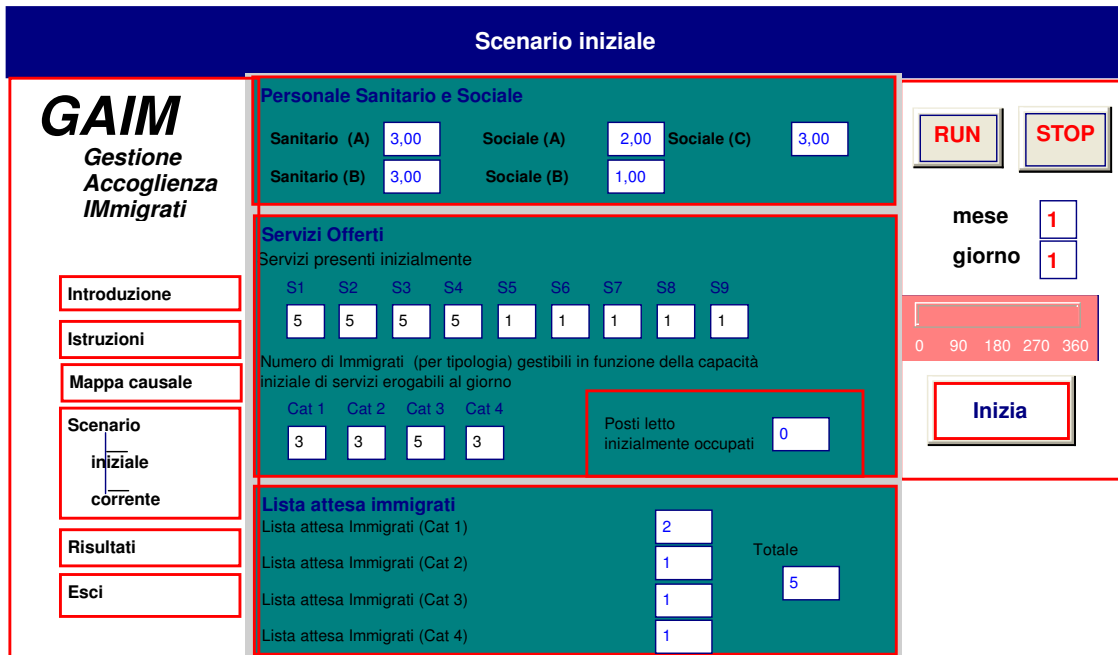 Scenario iniziale
GAIM
Gestione
Accoglienza
IMmigrati
Introduzione
Istruzioni
Mappa causale
Scenario
iniziale
corrente
Risultati
Esci
Personale Sanitario e Sociale
Sanitario (A) 3,00 Sociale (A) 2,00 Sociale (C) 3,00
Sanitario (B) 3,00 Sociale (B) 1,00
Servizi Offerti
Servizi presenti inizialmente
S1 S2 S3 S4 S5 S6 S7 S8 S9
5 5 5 5 1 1 1 1 1
Numero di Immigrati (per tipologia) gestibili in funzione della capacità
iniziale di servizi erogabili al giorno
Cat 1 Cat 2 Cat 3 Cat 4
3 3 5 3
Posti letto
inizialmente occupati 0
Lista attesa immigrati
Lista attesa Immigrati (Cat 1) 2
Lista attesa Immigrati (Cat 2) 1
Lista attesa Immigrati (Cat 3) 1
Lista attesa Immigrati (Cat 4) 1
Totale
5
RUN STOP
mese 1
giorno 1
0 90 180 270 360
Inizia